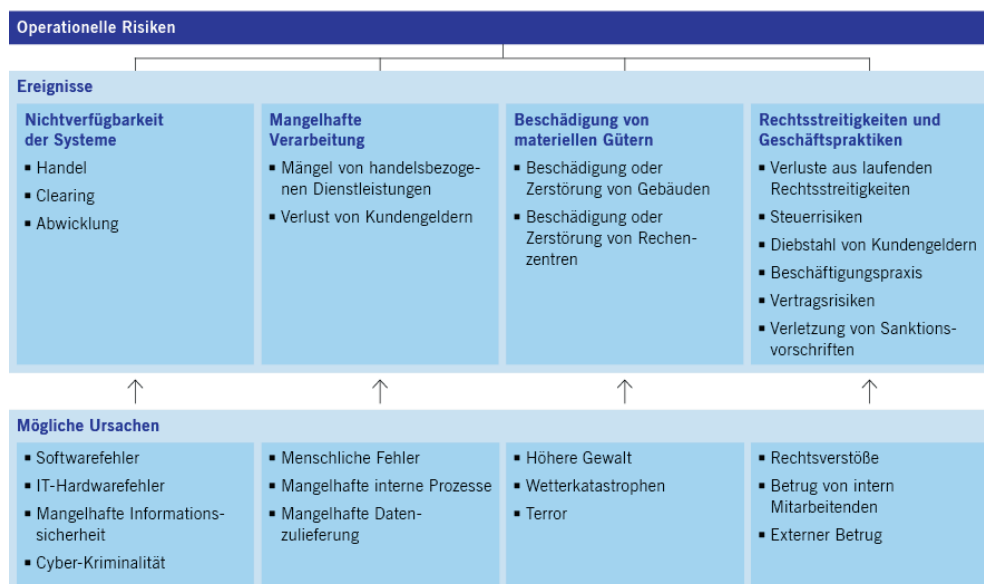 Operationelle Risiken
Ereignisse
Nichtverfügbarkeit
der Systeme
▪ Handel
▪ Clearing
▪ Abwicklung
Mangelhafte
Verarbeitung
▪ Mängel von handelsbezoge-
nen Dienstleistungen
▪ Verlust von Kundengeldern
Beschädigung von
materiellen Gütern
▪ Beschädigung oder
Zerstörung von Gebäuden
▪ Beschädigung oder
Zerstörung von Rechen-
zentren
Rechtsstreitigkeiten und
Geschäftspraktiken
▪ Verluste aus laufenden
Rechtsstreitigkeiten
▪ Steuerrisiken
▪ Diebstahl von Kundengeldern
▪ Beschäftigungspraxis
▪ Vertragsrisiken
▪ Verletzung von Sanktions-
vorschriften
Mögliche Ursachen
▪ Softwarefehler
▪ IT-Hardwarefehler
▪ Mangelhafte Informations-
sicherheit
▪ Cyber-Kriminalität
▪ Menschliche Fehler
▪ Mangelhafte interne Prozesse
▪ Mangelhafte Daten-
zulieferung
▪ Höhere Gewalt
▪ Wetterkatastrophen
▪ Terror
▪ Rechtsverstöße
▪ Betrug von intern
Mitarbeitenden
▪ Externer Betrug